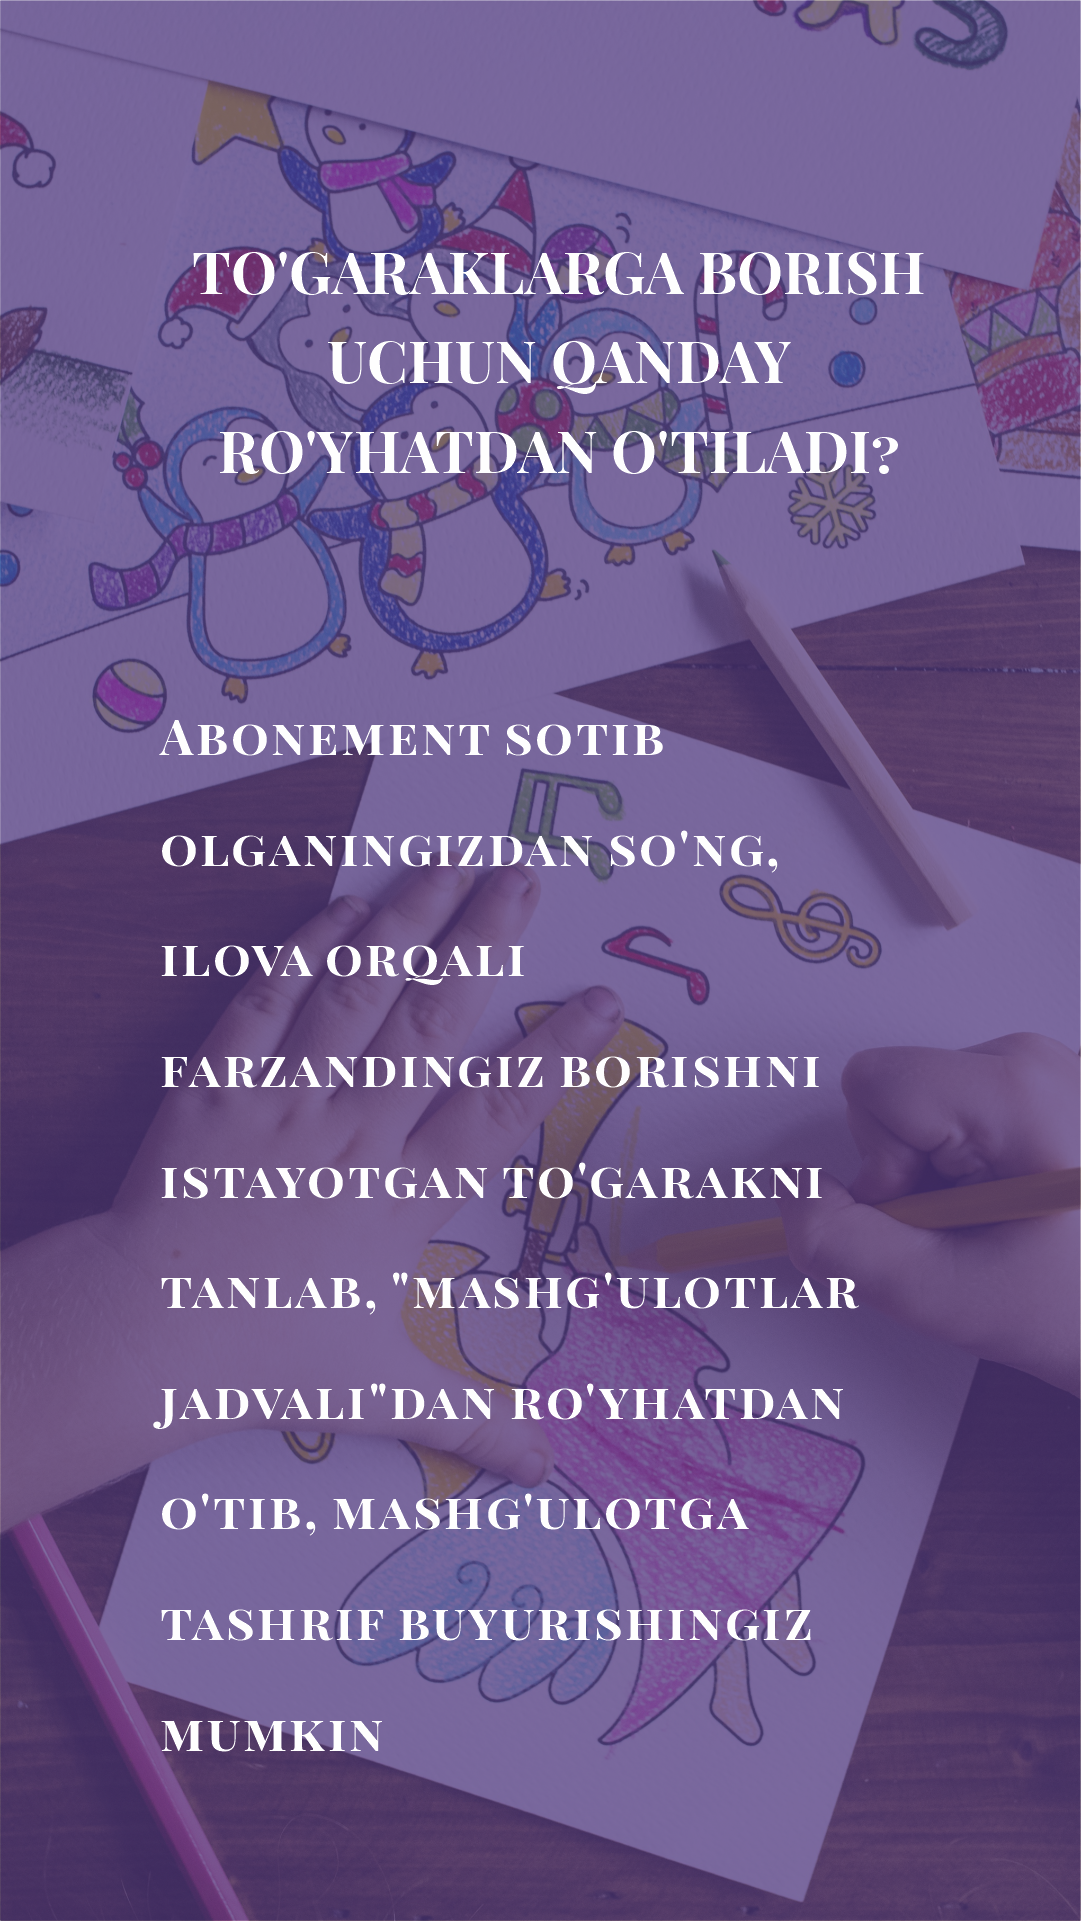 TO'GARAKLARGA BORISH
UCHUN QANDAY
RO'YHATDAN O'TILADI?
Abonement sotib
olganingizdan so'ng,
ilova orqali
farzandingiz borishni
istayotgan to'garakni
tanlab, "mashg'ulotlar
jadvali"dan ro'yhatdan
o'tib, mashg'ulotga
tashrif buyurishingiz
mumkin